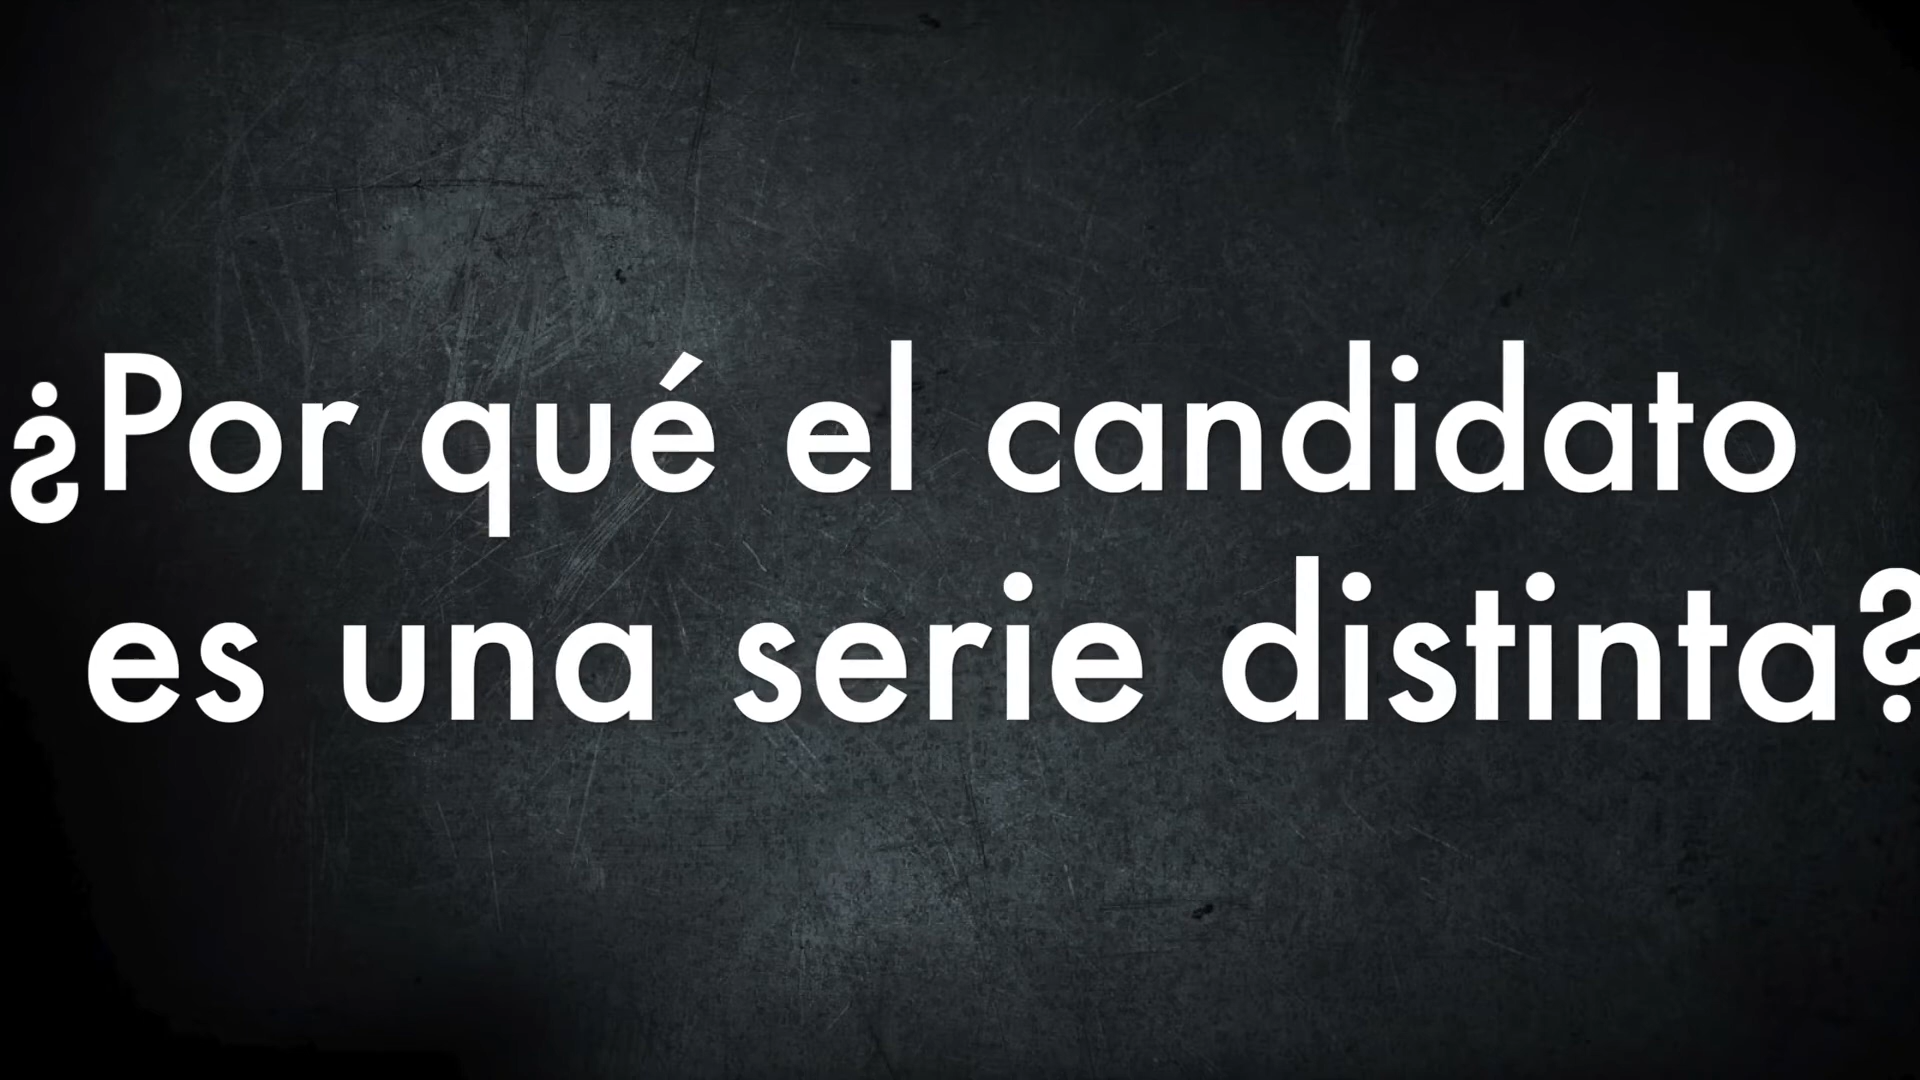 ¿Por qué el candidato
es una serie distinta?